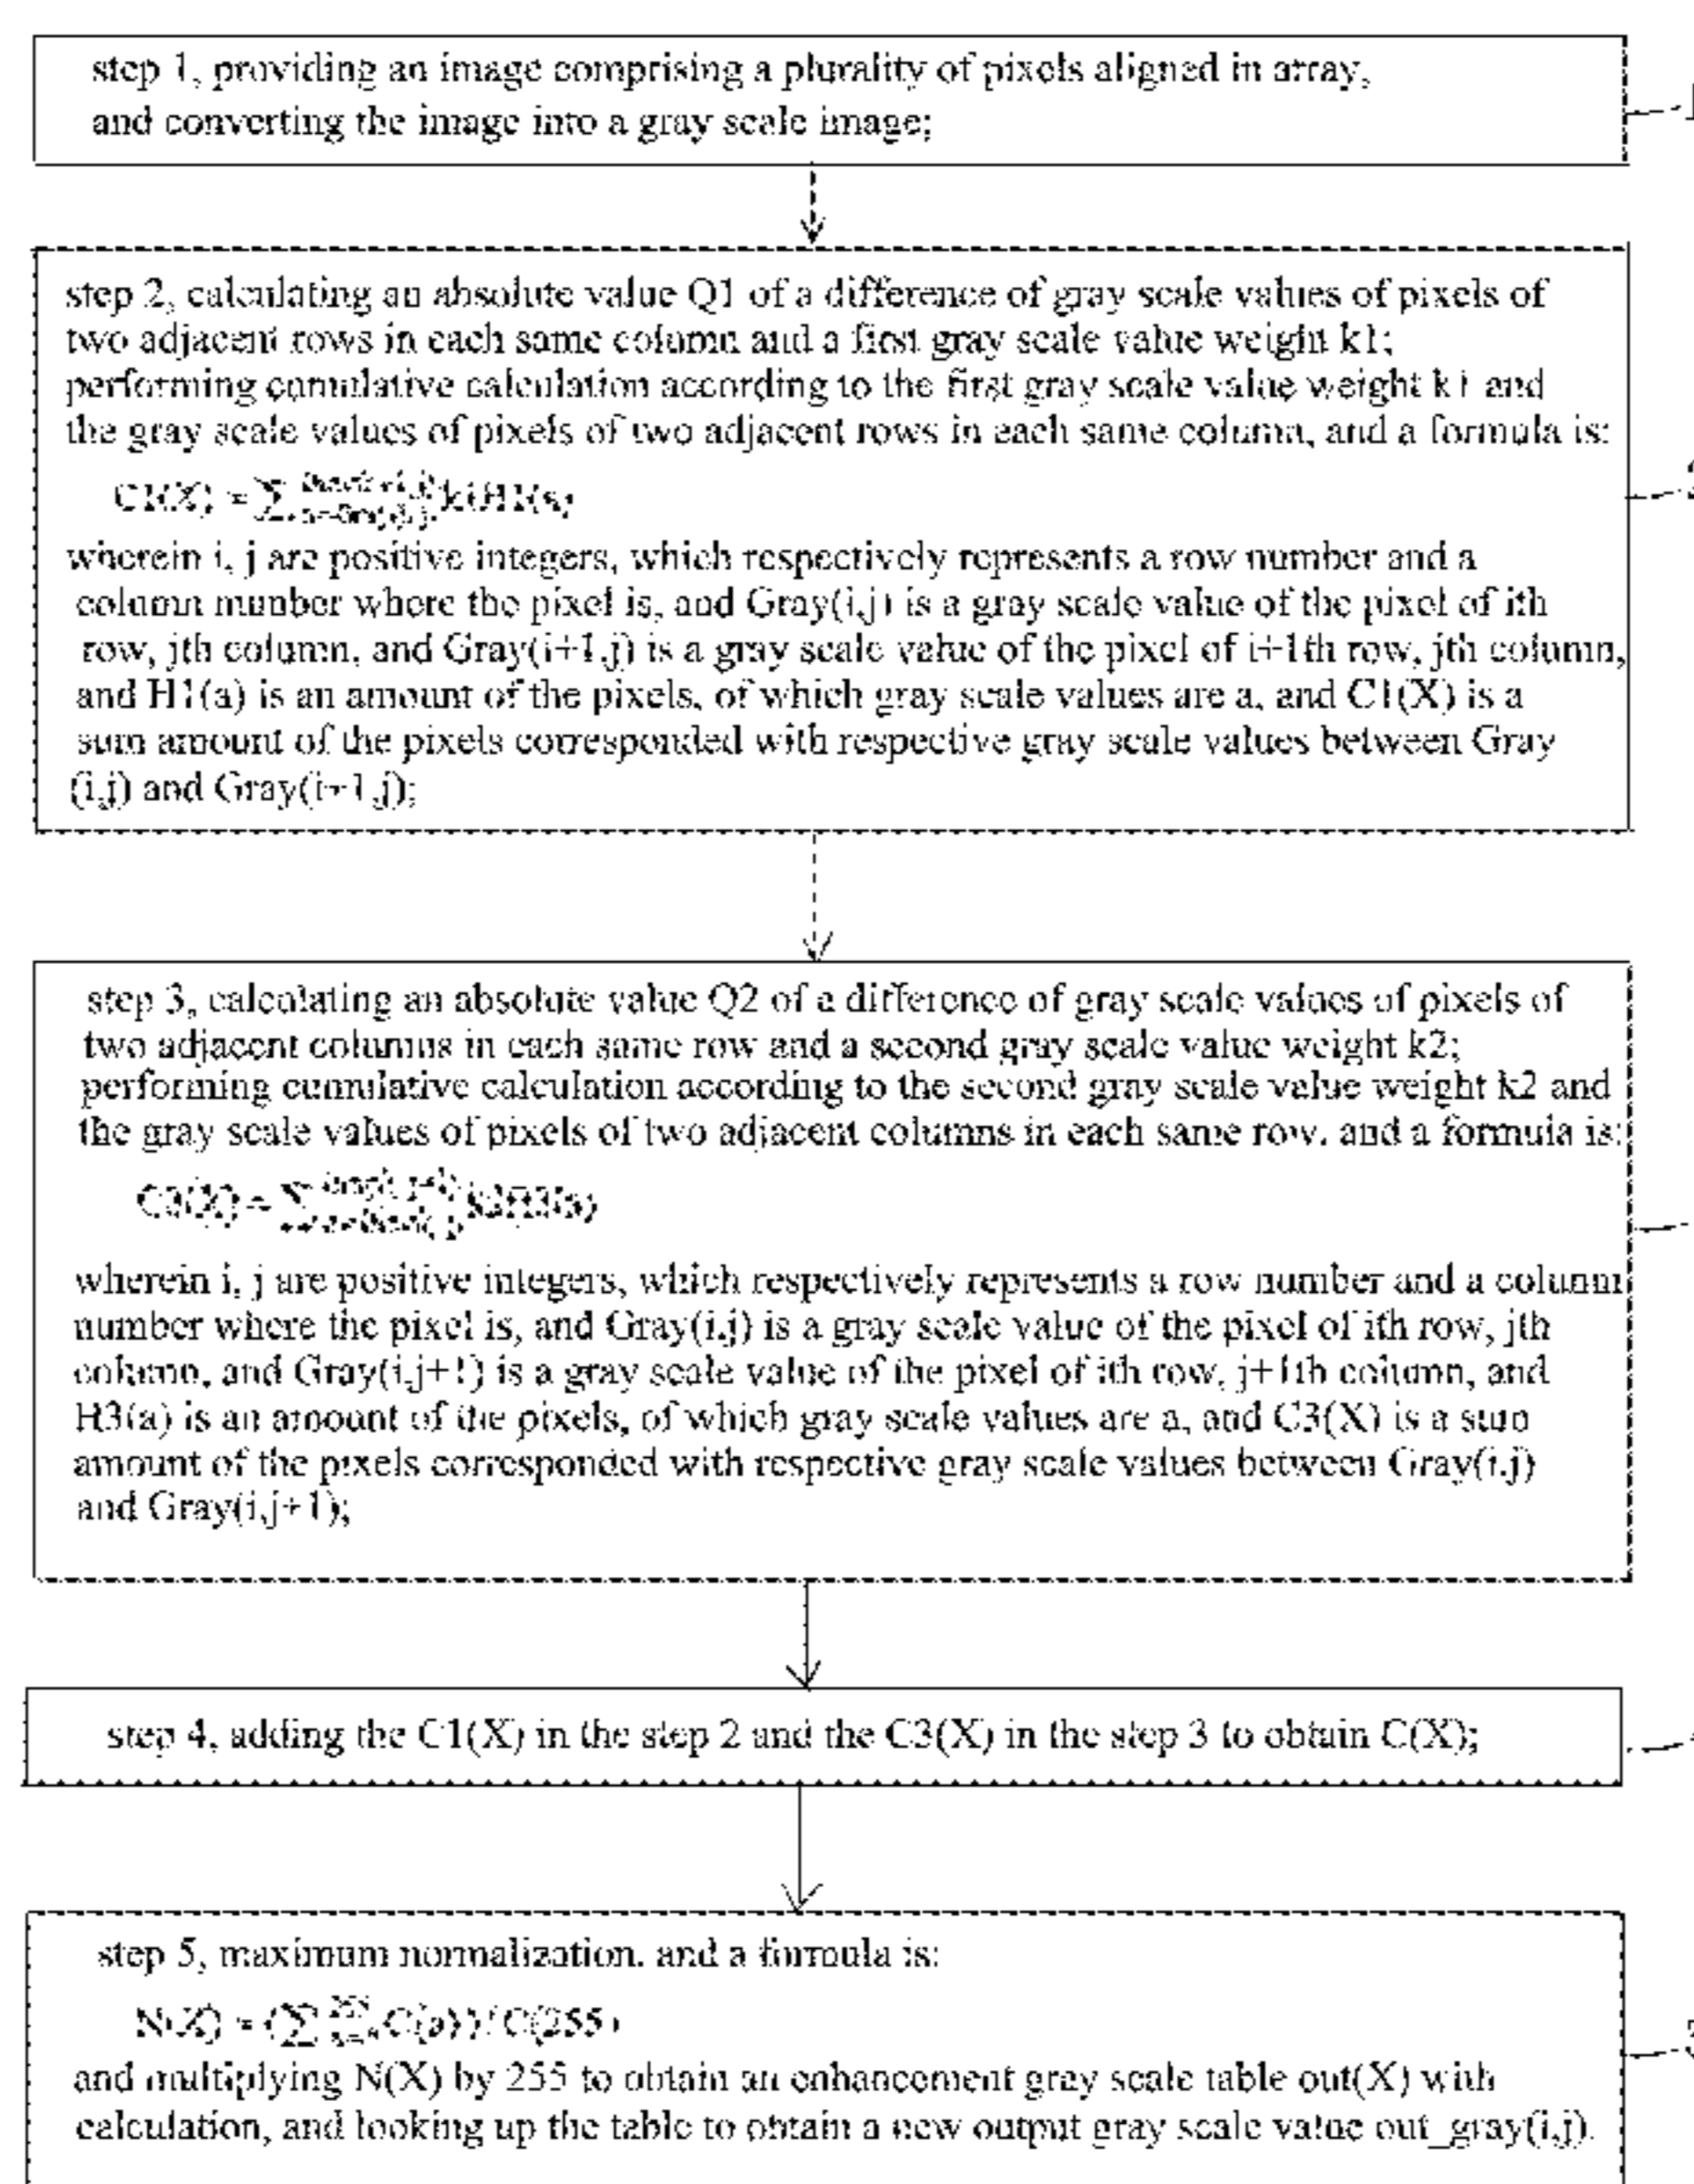 step 1, providing an image comprising a plurality of pixels aligned in array,
and converting the image into a gray scale image;
1
step 2, calculating an absolute value Q1 of a difference of gray scale values of pixels of
two adjacent rows in each same column and a first gray scale value weight k1;
performing cumulative calculation according to the first gray scale value weight k1 and
the gray scale values of pixels of two adjacent rows in each same column, and a formula is:
C1(X) =
wherein i, j are positive integers, which respectively represents a row number and a
column number where the pixel is, and Gray(i,j) is a gray scale value of the pixel of ith
row, jth column, and Gray(i+1,j) is a gray scale value of the pixel of i+1th row, jth column,
and H1(a) is an amount of the pixels, of which gray scale values are a, and C1(X) is a
sum amount of the pixels corresponded with respective gray scale values between Gray
(i,j) and Gray(i+1,j);
step 3, calculating an absolute value Q2 of a difference of gray scale values of pixels of
two adjacent columns in each same row and a second gray scale value weight k2;
performing cumulative calculation according to the second gray scale value weight k2 and
the gray scale values of pixels of two adjacent columns in each same row, and a formula is:
C3(X) =
wherein i, j are positive integers, which respectively represents a row number and a column
number where the pixel is, and Gray(i,j) is a gray scale value of the pixel of ith row, jth
column, and Gray(i,j+1) is a gray scale value of the pixel of ith row, j+1th column, and
H3(a) is an amount of the pixels, of which gray scale values are a, and C3(X) is a sum
amount of the pixels corresponded with respective gray scale values between Gray(i,j)
and Gray(i,j+1);
step 4, adding the C1(X) in the step 2 and the C3(X) in the step 3 to obtain C(X);
step 5, maximum normalization, and a formula is:
N(X) = (∑ C(a)) / C(255)
and multiplying N(X) by 255 to obtain an enhancement gray scale table out(X) with
calculation, and looking up the table to obtain a new output gray scale value out_gray(i,j).